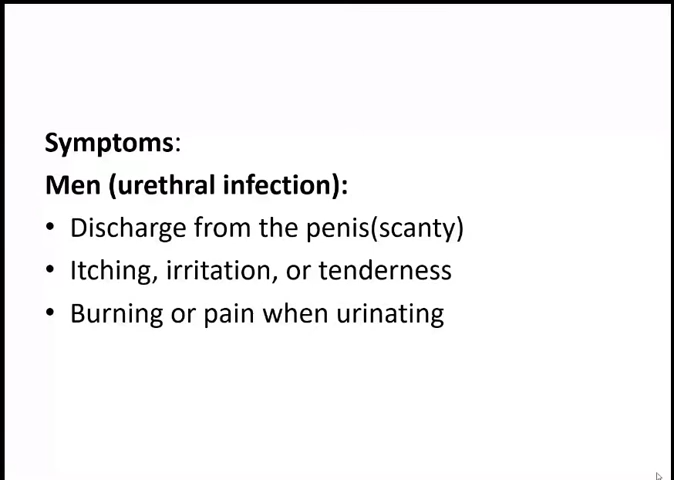 Symptoms:
Men (urethral infection):
• Discharge from the penis(scanty)
• Itching, irritation, or tenderness
• Burning or pain when urinating